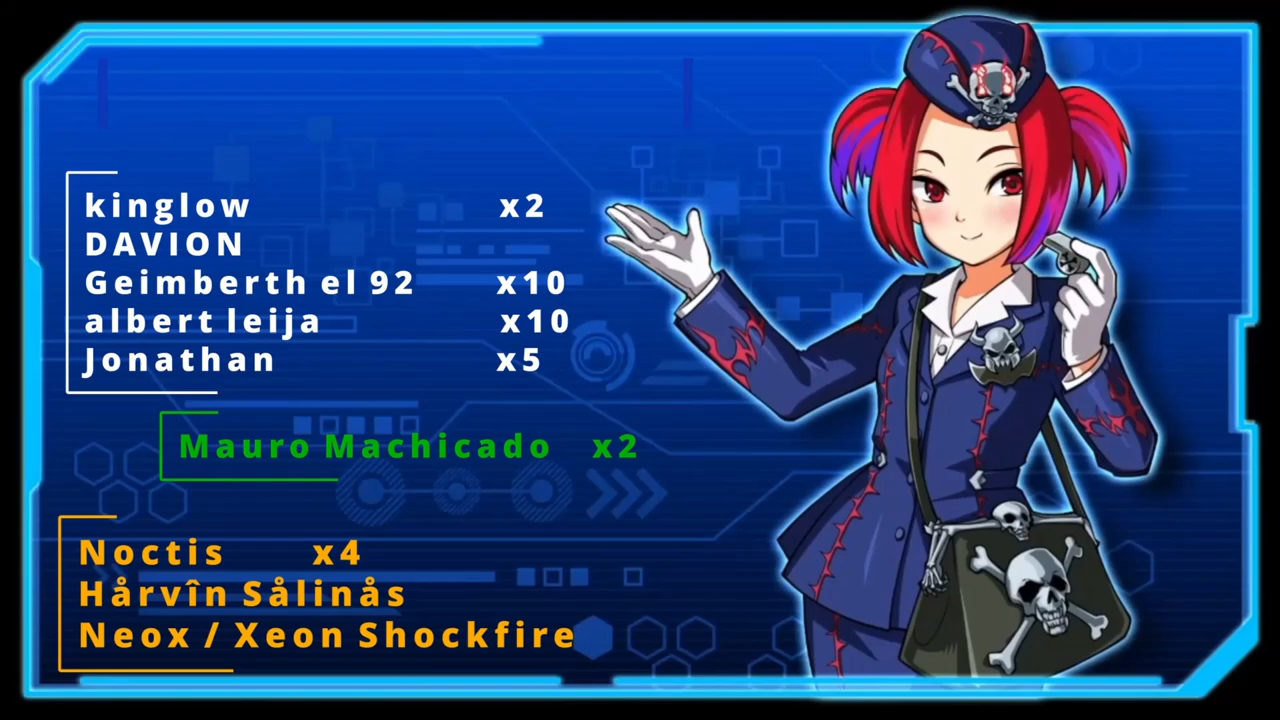 kinglow x2
DAVION
Geimberth el 92 x10
albert leija x10
Jonathan x5
Mauro Machicado x2
Noctis x4
Hårvîn Sålinås
Neox / Xeon Shockfire